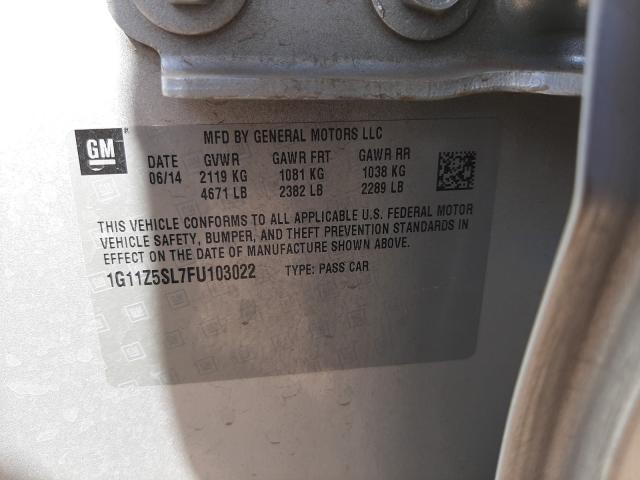 GM
MFD BY GENERAL MOTORS LLC
DATE GVWR GAWR FRT GAWR RR
06/14 2119 KG 1081 KG 1038 KG
4671 LB 2382 LB 2289 LB
THIS VEHICLE CONFORMS TO ALL APPLICABLE U.S. FEDERAL MOTOR
VEHICLE SAFETY, BUMPER, AND THEFT PREVENTION STANDARDS IN
EFFECT ON THE DATE OF MANUFACTURE SHOWN ABOVE.
1G11Z5SL7FU103022 TYPE: PASS CAR